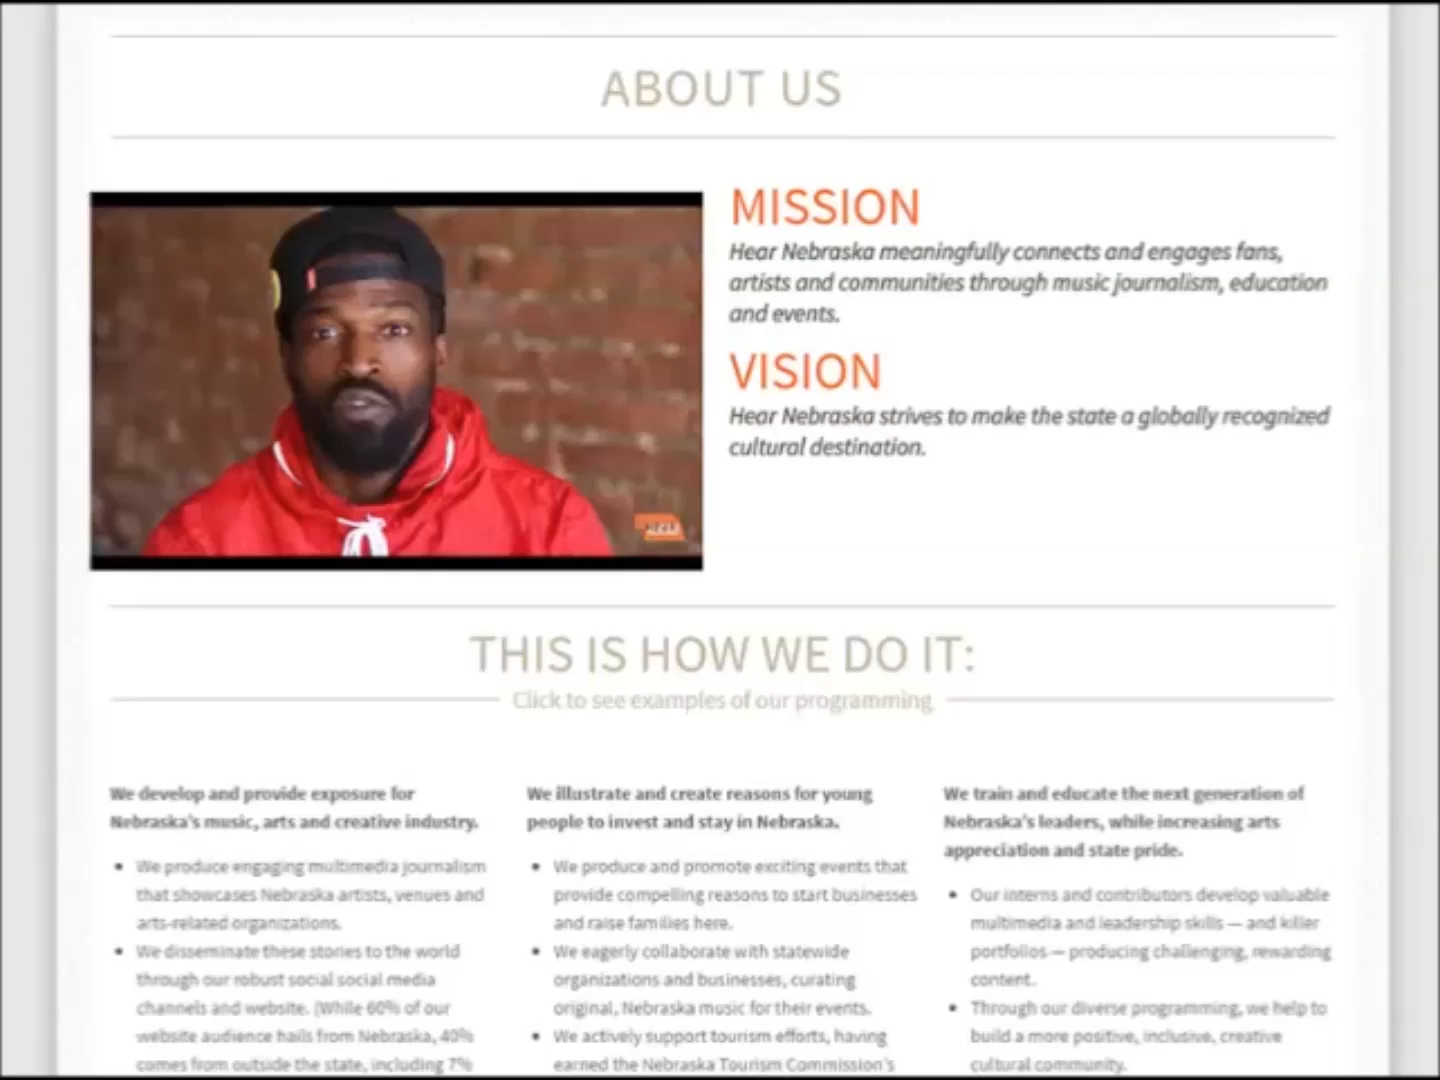 ABOUT US
MISSION
Hear Nebraska meaningfully connects and engages fans,
artists and communities through music journalism, education
and events.
VISION
Hear Nebraska strives to make the state a globally recognized
cultural destination.
HEAR
THIS IS HOW WE DO IT:
Click to see examples of our programming
We develop and provide exposure for
Nebraska's music, arts and creative industry.
• We produce engaging multimedia journalism
that showcases Nebraska artists, venues and
arts-related organizations.
• We disseminate these stories to the world
through our robust social social media
channels and website. (While 60% of our
website audience hails from Nebraska, 40%
comes from outside the state, including 7%
We illustrate and create reasons for young
people to invest and stay in Nebraska.
• We produce and promote exciting events that
provide compelling reasons to start businesses
and raise families here.
• We eagerly collaborate with statewide
organizations and businesses, curating
original, Nebraska music for their events.
• We actively support tourism efforts, having
earned the Nebraska Tourism Commission's
We train and educate the next generation of
Nebraska's leaders, while increasing arts
appreciation and state pride.
• Our interns and contributors develop valuable
multimedia and leadership skills — and killer
portfolios — producing challenging, rewarding
content.
• Through our diverse programming, we help to
build a more positive, inclusive, creative
cultural community.